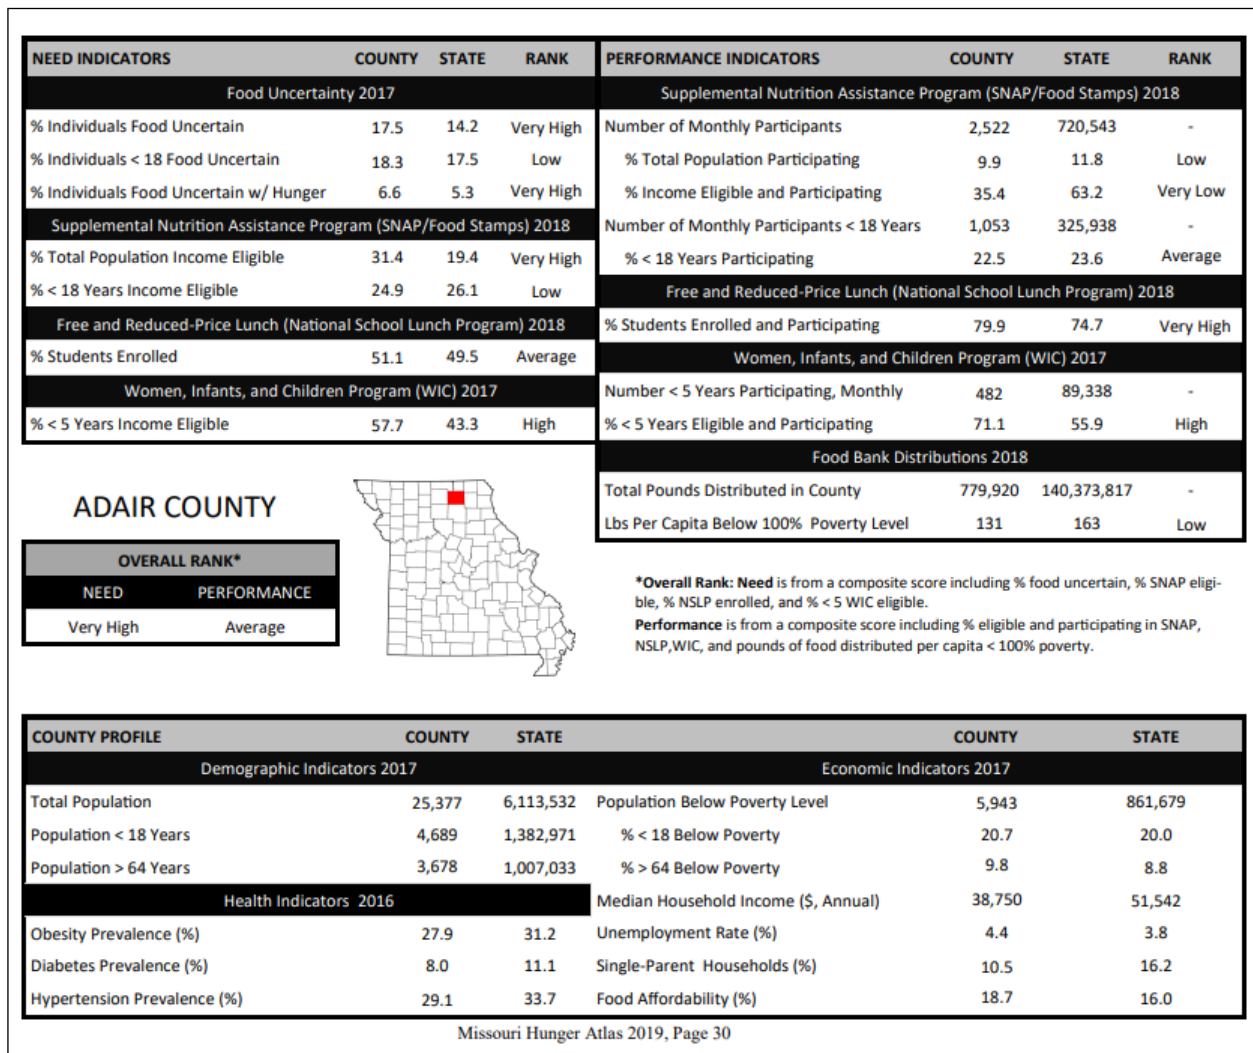 NEED INDICATORS COUNTY STATE RANK
Food Uncertainty 2017
% Individuals Food Uncertain 17.5 14.2 Very High
% Individuals < 18 Food Uncertain 18.3 17.5 Low
% Individuals Food Uncertain w/ Hunger 6.6 5.3 Very High
Supplemental Nutrition Assistance Program (SNAP/Food Stamps) 2018
% Total Population Income Eligible 31.4 19.4 Very High
% < 18 Years Income Eligible 24.9 26.1 Low
Free and Reduced-Price Lunch (National School Lunch Program) 2018
% Students Enrolled 51.1 49.5 Average
Women, Infants, and Children Program (WIC) 2017
% < 5 Years Income Eligible 57.7 43.3 High
PERFORMANCE INDICATORS COUNTY STATE RANK
Supplemental Nutrition Assistance Program (SNAP/Food Stamps) 2018
Number of Monthly Participants 2,522 720,543 -
% Total Population Participating 9.9 11.8 Low
% Income Eligible and Participating 35.4 63.2 Very Low
Number of Monthly Participants < 18 Years 1,053 325,938 -
% < 18 Years Participating 22.5 23.6 Average
Free and Reduced-Price Lunch (National School Lunch Program) 2018
% Students Enrolled and Participating 79.9 74.7 Very High
Women, Infants, and Children Program (WIC) 2017
Number < 5 Years Participating, Monthly 482 89,338 -
% < 5 Years Eligible and Participating 71.1 55.9 High
Food Bank Distributions 2018
Total Pounds Distributed in County 779,920 140,373,817 -
Lbs Per Capita Below 100% Poverty Level 131 163 Low
ADAIR COUNTY
OVERALL RANK*
NEED PERFORMANCE
Very High Average
*Overall Rank: Need is from a composite score including % food uncertain, % SNAP eligi-
ble, % NSLP enrolled, and % < 5 WIC eligible.
Performance is from a composite score including % eligible and participating in SNAP,
NSLP,WIC, and pounds of food distributed per capita < 100% poverty.
COUNTY PROFILE COUNTY STATE COUNTY STATE
Demographic Indicators 2017 Economic Indicators 2017
Total Population 25,377 6,113,532 Population Below Poverty Level 5,943 861,679
Population < 18 Years 4,689 1,382,971 % < 18 Below Poverty 20.7 20.0
Population > 64 Years 3,678 1,007,033 % > 64 Below Poverty 9.8 8.8
Health Indicators 2016 Median Household Income ($, Annual) 38,750 51,542
Obesity Prevalence (%) 27.9 31.2 Unemployment Rate (%) 4.4 3.8
Diabetes Prevalence (%) 8.0 11.1 Single-Parent Households (%) 10.5 16.2
Hypertension Prevalence (%) 29.1 33.7 Food Affordability (%) 18.7 16.0
Missouri Hunger Atlas 2019, Page 30